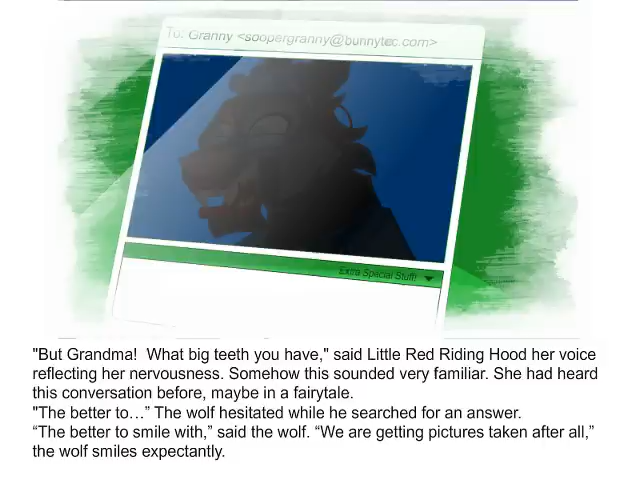 To: Granny <soopergranny@bunnytec.com>
Extra Special Stuff!
"But Grandma!  What big teeth you have," said Little Red Riding Hood her voice
reflecting her nervousness. Somehow this sounded very familiar. She had heard
this conversation before, maybe in a fairytale.
"The better to…” The wolf hesitated while he searched for an answer.
“The better to smile with,” said the wolf. “We are getting pictures taken after all,”
the wolf smiles expectantly.